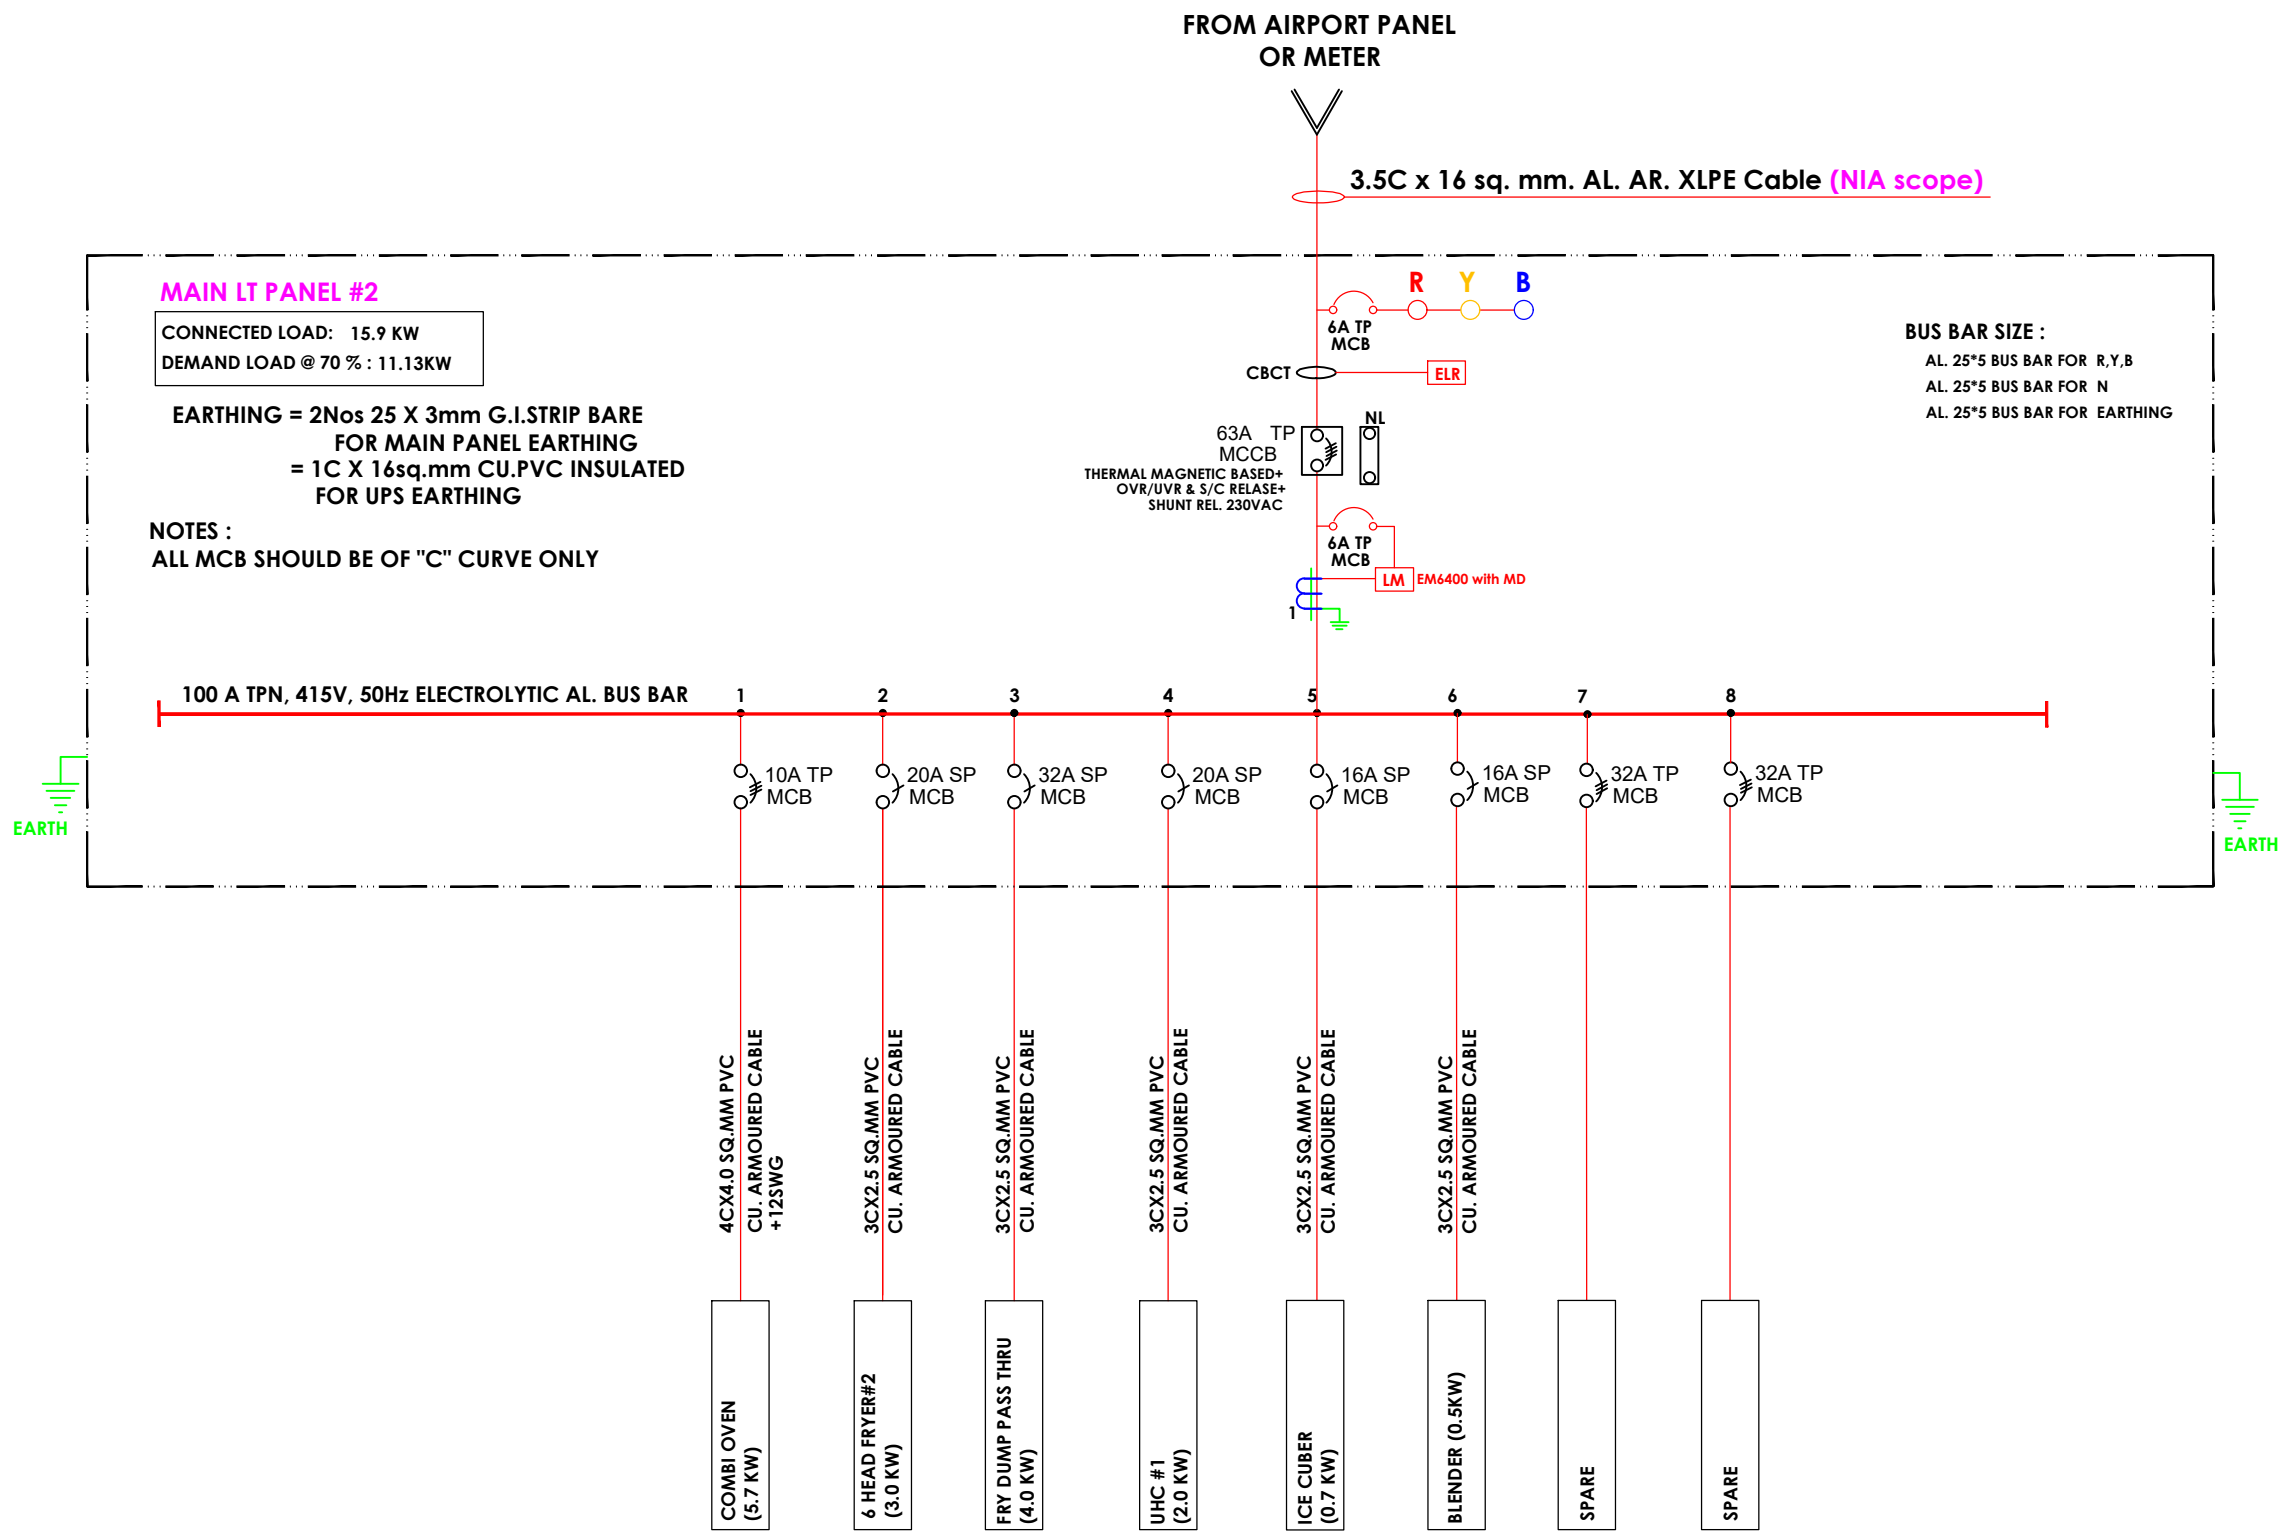 FROM AIRPORT PANEL
OR METER
3.5C x 16 sq. mm. AL. AR. XLPE Cable (NIA scope)
MAIN LT PANEL #2
CONNECTED LOAD: 15.9 KW
DEMAND LOAD @ 70 % : 11.13KW
EARTHING = 2Nos 25 X 3mm G.I.STRIP BARE
FOR MAIN PANEL EARTHING
= 1C X 16sq.mm CU.PVC INSULATED
FOR UPS EARTHING
NOTES :
ALL MCB SHOULD BE OF "C" CURVE ONLY
R Y B
6A TP
MCB
CBCT
ELR
NL
63A TP
MCCB
THERMAL MAGNETIC BASED+
OVR/UVR & S/C RELASE+
SHUNT REL. 230VAC
6A TP
MCB
LM EM6400 with MD
1
BUS BAR SIZE :
AL. 25*5 BUS BAR FOR R,Y,B
AL. 25*5 BUS BAR FOR N
AL. 25*5 BUS BAR FOR EARTHING
100 A TPN, 415V, 50Hz ELECTROLYTIC AL. BUS BAR
1 2 3 4 5 6 7 8
10A TP
MCB
20A SP
MCB
32A SP
MCB
20A SP
MCB
16A SP
MCB
16A SP
MCB
32A TP
MCB
32A TP
MCB
EARTH
EARTH
4CX4.0 SQ.MM PVC
CU. ARMOURED CABLE
+12SWG
3CX2.5 SQ.MM PVC
CU. ARMOURED CABLE
3CX2.5 SQ.MM PVC
CU. ARMOURED CABLE
3CX2.5 SQ.MM PVC
CU. ARMOURED CABLE
3CX2.5 SQ.MM PVC
CU. ARMOURED CABLE
3CX2.5 SQ.MM PVC
CU. ARMOURED CABLE
COMBI OVEN
(5.7 KW)
6 HEAD FRYER#2
(3.0 KW)
FRY DUMP PASS THRU
(4.0 KW)
UHC #1
(2.0 KW)
ICE CUBER
(0.7 KW)
BLENDER (0.5KW)
SPARE
SPARE